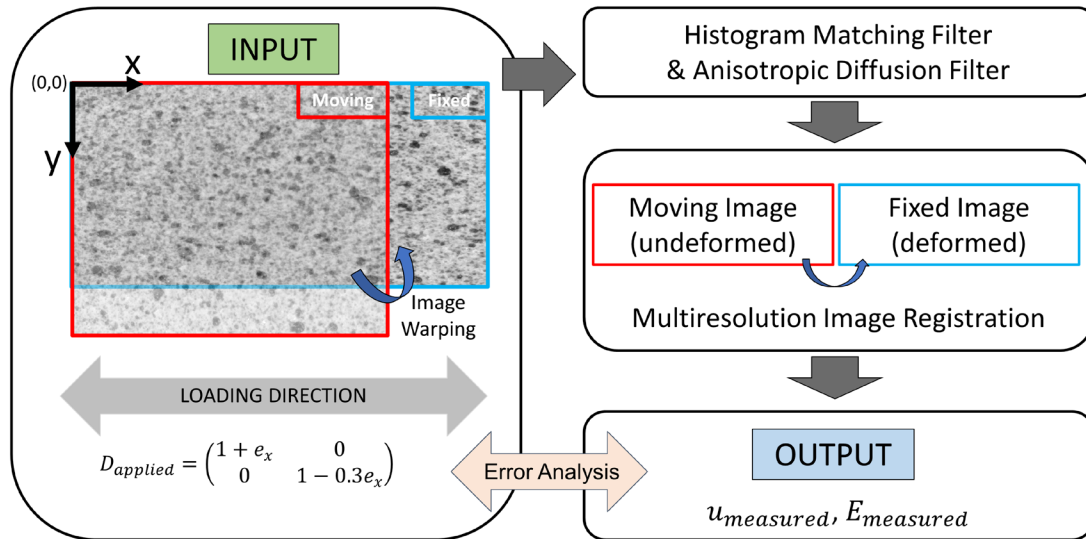 INPUT
x
(0,0)
Moving
Fixed
y
Image
Warping
LOADING DIRECTION
D_applied = (1 + e_x 0
0 1 − 0.3e_x)
Histogram Matching Filter
& Anisotropic Diffusion Filter
Moving Image
(undeformed)
Fixed Image
(deformed)
Multiresolution Image Registration
Error Analysis
OUTPUT
u_measured, E_measured